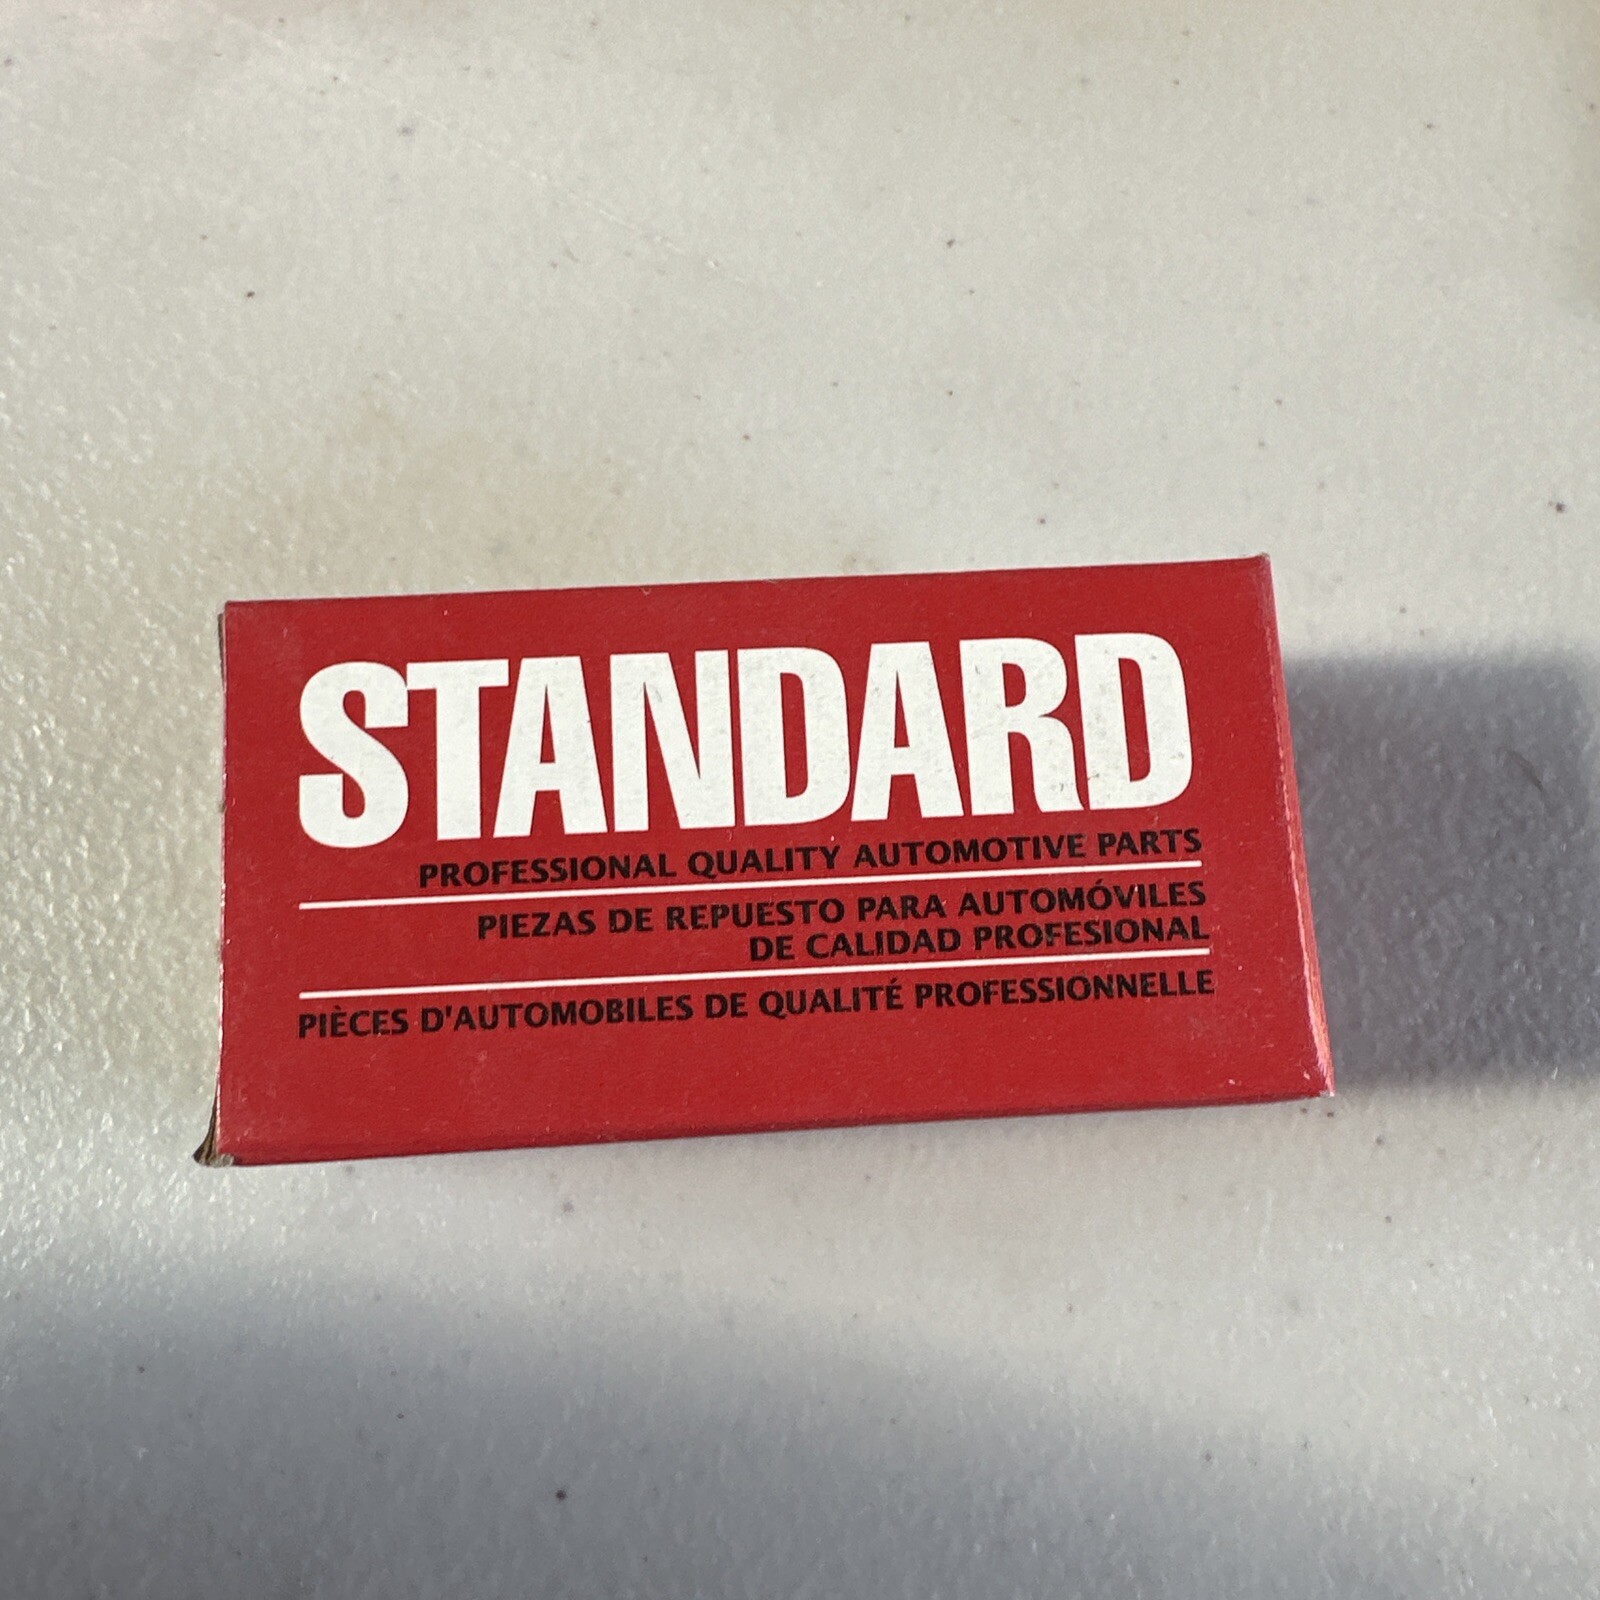 STANDARD
PROFESSIONAL QUALITY AUTOMOTIVE PARTS
PIEZAS DE REPUESTO PARA AUTOMÓVILES
DE CALIDAD PROFESIONAL
PIÈCES D'AUTOMOBILES DE QUALITÉ PROFESSIONNELLE